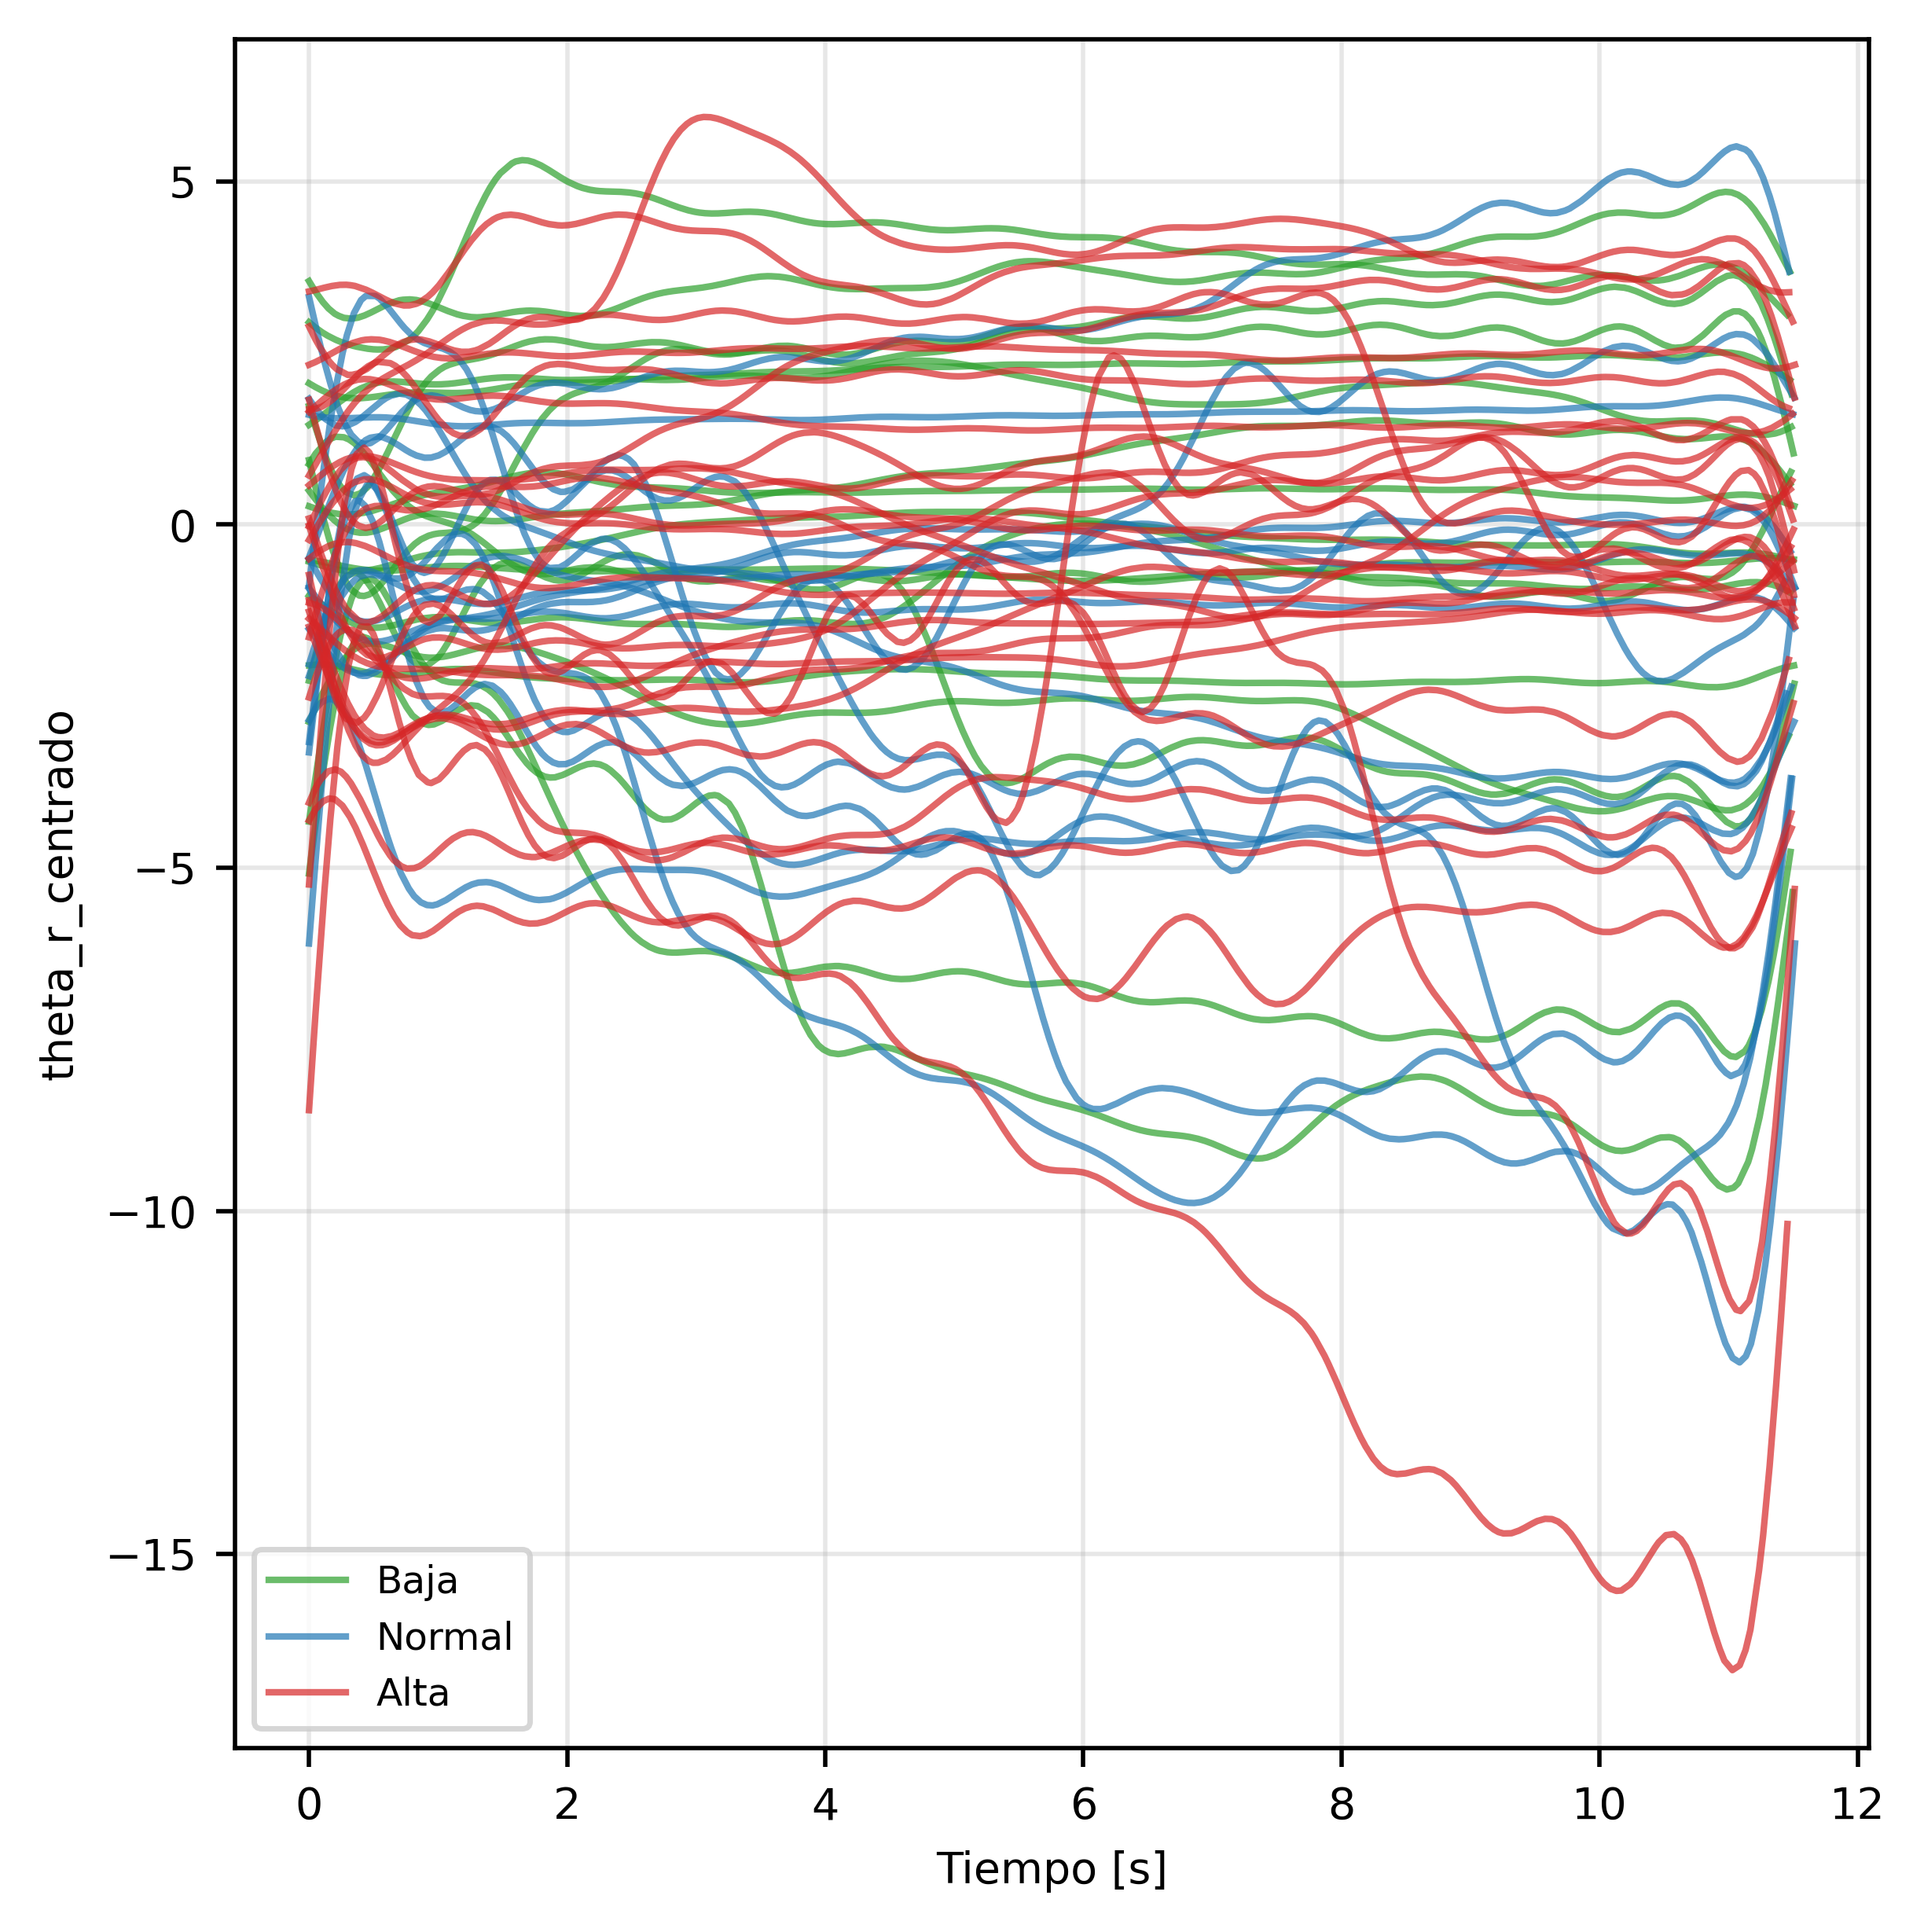 5
0
−5
−10
−15
theta_r_centrado
Baja
Normal
Alta
0 2 4 6 8 10 12
Tiempo [s]